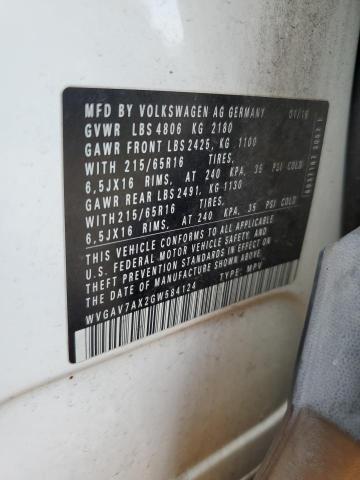 MFD BY VOLKSWAGEN AG GERMANY 01/16
GVWR LBS 4806 KG 2180
GAWR FRONT LBS 2425, KG 1100
WITH 215/65R16 TIRES,
6,5JX16 RIMS, AT 240 KPA, 35 PSI COLD
GAWR REAR LBS 2491, KG 1130
WITH 215/65R16 TIRES,
6,5JX16 RIMS, AT 240 KPA, 35 PSI COLD
THIS VEHICLE CONFORMS TO ALL APPLICABLE
U.S. FEDERAL MOTOR VEHICLE SAFETY AND
THEFT PREVENTION STANDARDS IN EFFECT ON
THE DATE OF MANUFACTURE SHOWN ABOVE.
WVGAV7AX2GW584124 TYPE: MPV